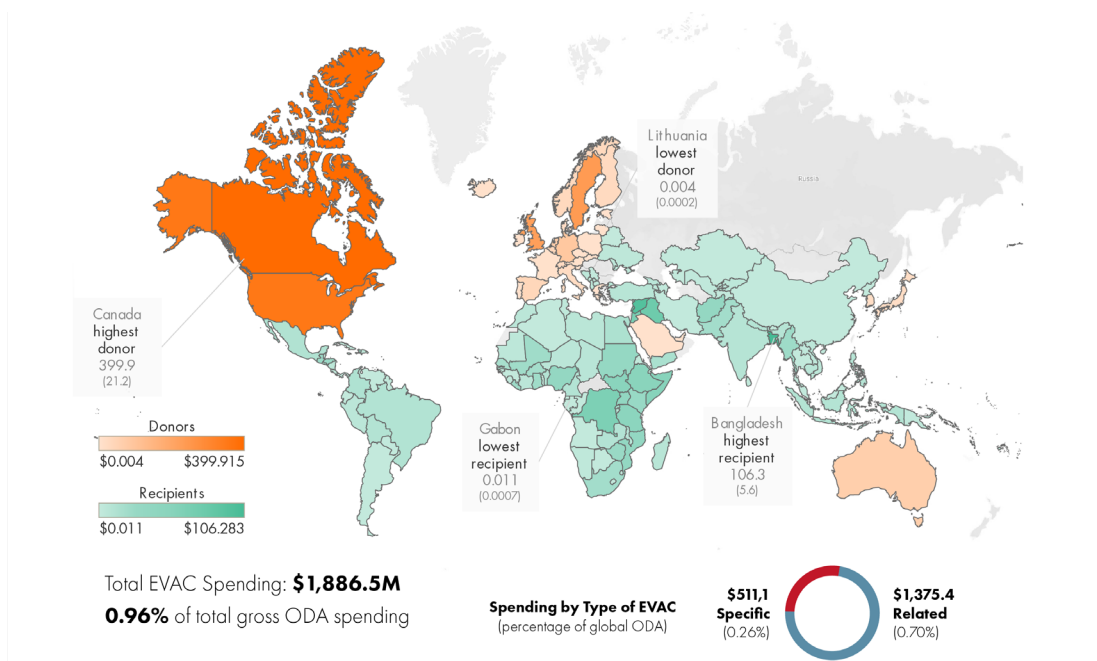 Lithuania
lowest
donor
0.004
(0.0002)
Russia
Canada
highest
donor
399.9
(21.2)
Gabon
lowest
recipient
0.011
(0.0007)
Bangladesh
highest
recipient
106.3
(5.6)
Donors
$0.004 $399.915
Recipients
$0.011 $106.283
Total EVAC Spending: $1,886.5M
0.96% of total gross ODA spending
Spending by Type of EVAC
(percentage of global ODA)
$511,1
Specific
(0.26%)
$1,375.4
Related
(0.70%)